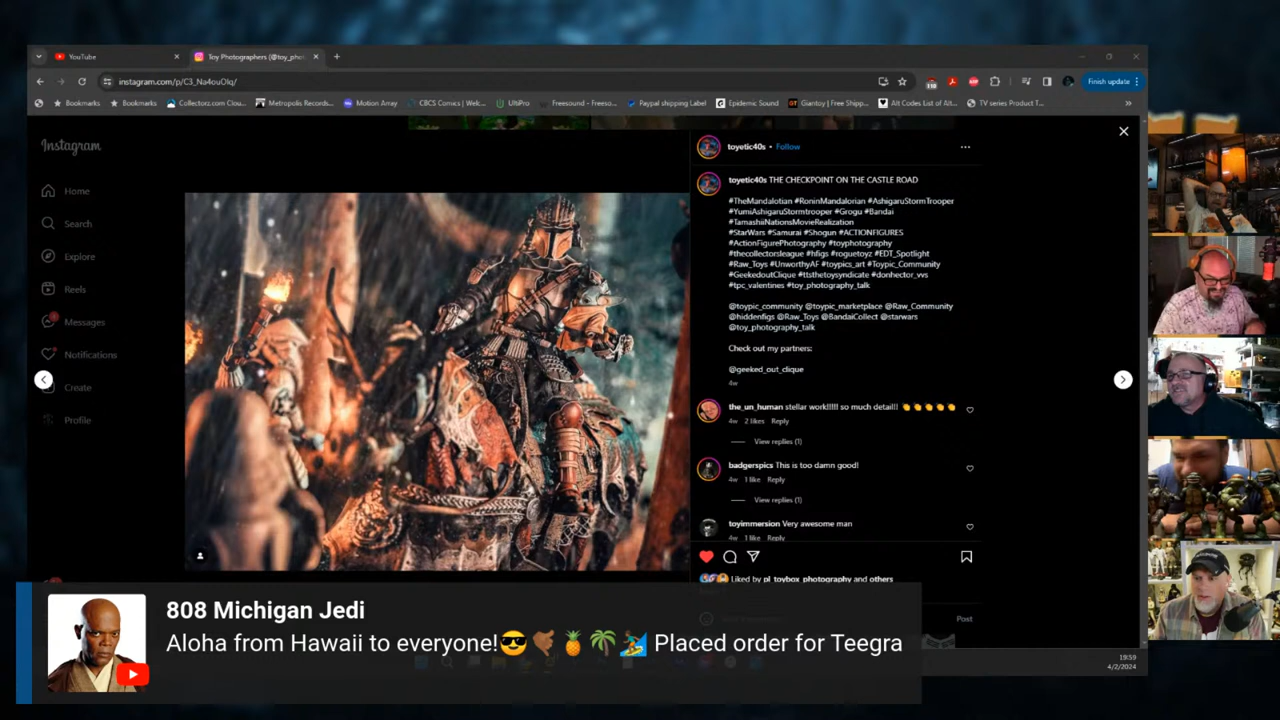 YouTube
Toy Photographers (@toy_phot
instagram.com/p/C3_Na4ouOlq/
Finish update
Bookmarks
Bookmarks
Collectorz.com Clou...
Metropolis Records...
Motion Array
CBCS Comics | Welc...
UltiPro
Freesound - Freeso...
Paypal shipping Label
Epidemic Sound
Giantoy | Free Shipp...
Alt Codes List of Alt...
TV series Product T...
Instagram
Home
Search
Explore
Reels
Messages
Notifications
Create
Profile
toyetic40s • Follow
toyetic40s THE CHECKPOINT ON THE CASTLE ROAD
#TheMandalotian #RoninMandalorian #AshigaruStormTrooper
#YumiAshigaruStormtrooper #Grogu #Bandai
#TamashiiNationsMovieRealization
#StarWars #Samurai #Shogun #ACTIONFIGURES
#ActionFigurePhotography #toyphotography
#thecollectorsleague #hfigs #roguetoyz #EDT_Spotlight
#Raw_Toys #UnworthyAF #toypics_art #Toypic_Community
#GeekedoutClique #ttsthetoysyndicate #donhector_vvs
#tpc_valentines #toy_photography_talk
@toypic_community @toypic_marketplace @Raw_Community
@hiddenfigs @Raw_Toys @BandaiCollect @starwars
@toy_photography_talk
Check out my partners:
@geeked_out_clique
4w
the_un_human stellar work!!!!! so much detail!! 👏👏👏👏👏
4w 2 likes Reply
View replies (1)
badgerspics This is too damn good!
4w 1 like Reply
View replies (1)
toyimmersion Very awesome man
4w 1 like Reply
Liked by pl_toybox_photography and others
Post
808 Michigan Jedi
Aloha from Hawaii to everyone!😎🤙🏾🍍🌴🏄 Placed order for Teegra
19:59
4/2/2024